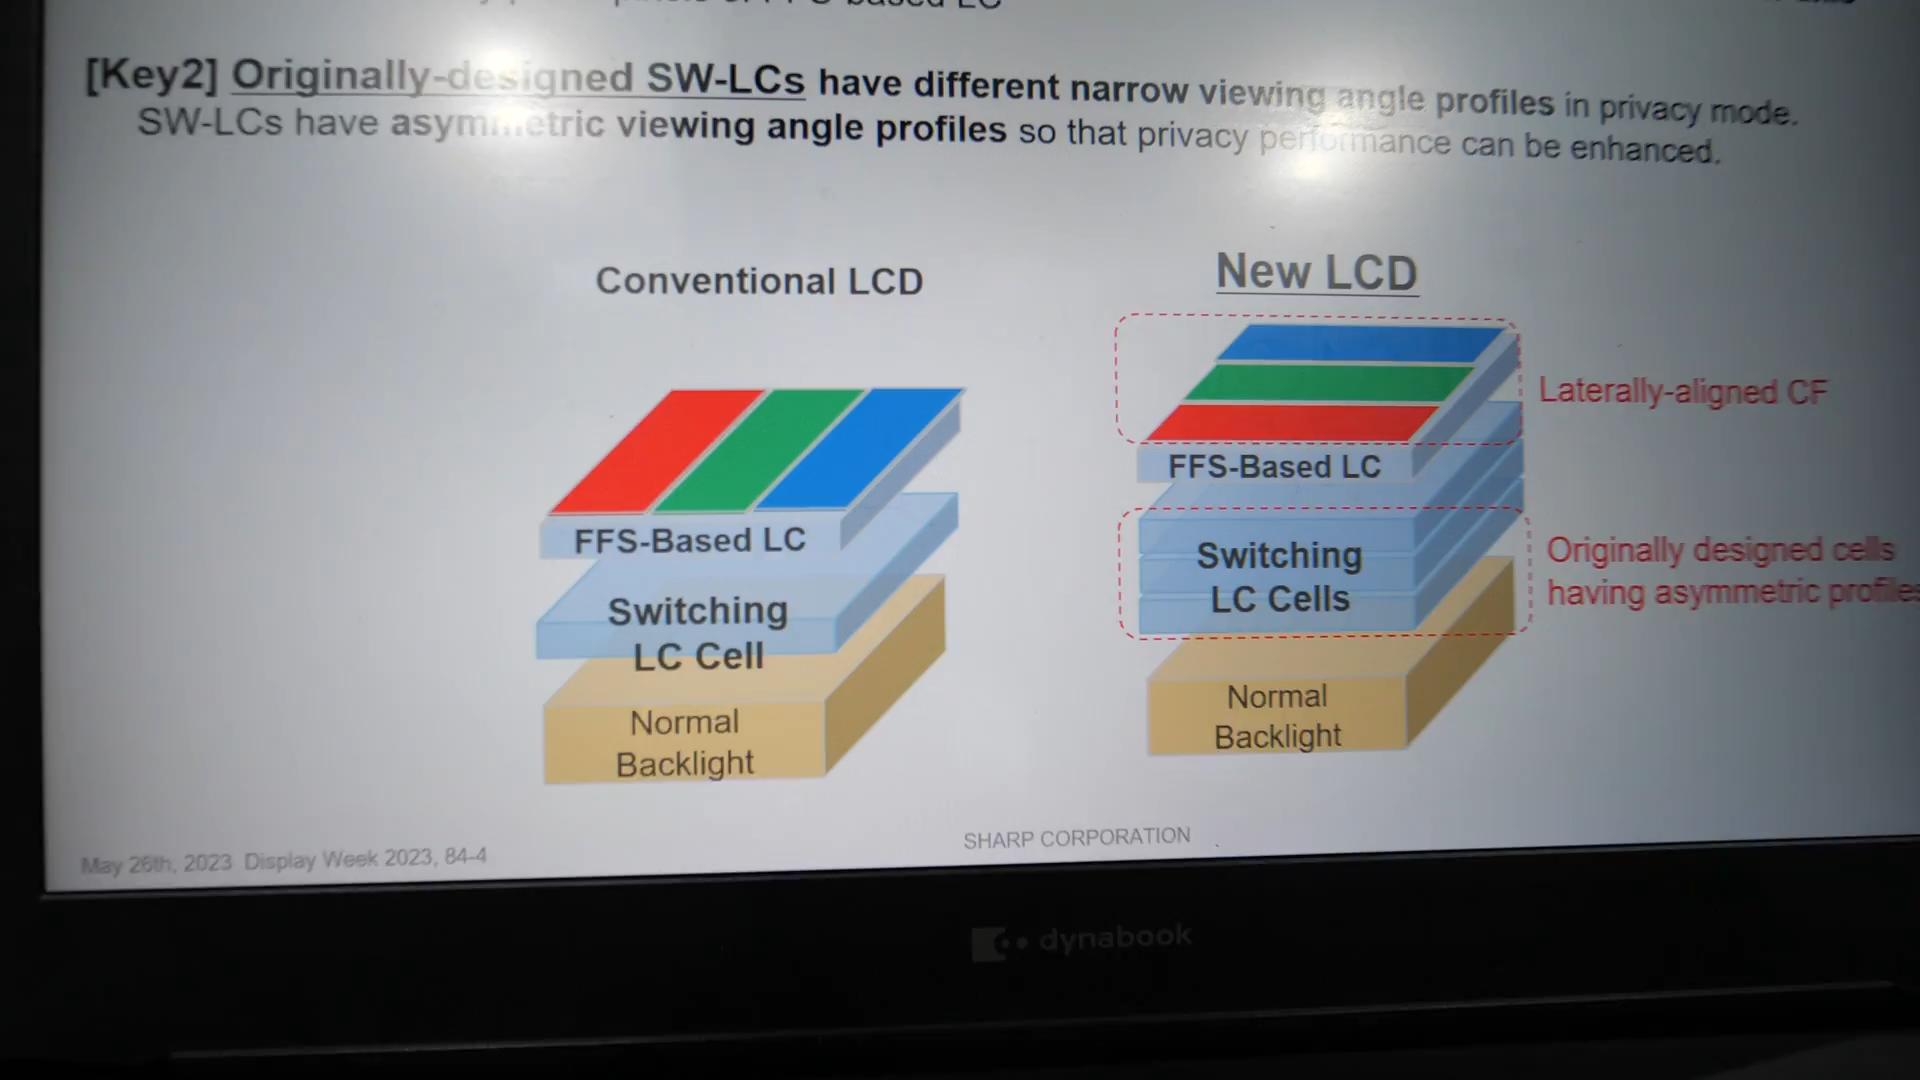 [Key2] Originally-designed SW-LCs have different narrow viewing angle profiles in privacy mode.
SW-LCs have asymmetric viewing angle profiles so that privacy performance can be enhanced.
Conventional LCD
New LCD
FFS-Based LC
Switching
LC Cell
Normal
Backlight
Laterally-aligned CF
FFS-Based LC
Switching
LC Cells
Originally designed cells
having asymmetric profiles
Normal
Backlight
May 26th, 2023 Display Week 2023, 84-4
SHARP CORPORATION
dynabook